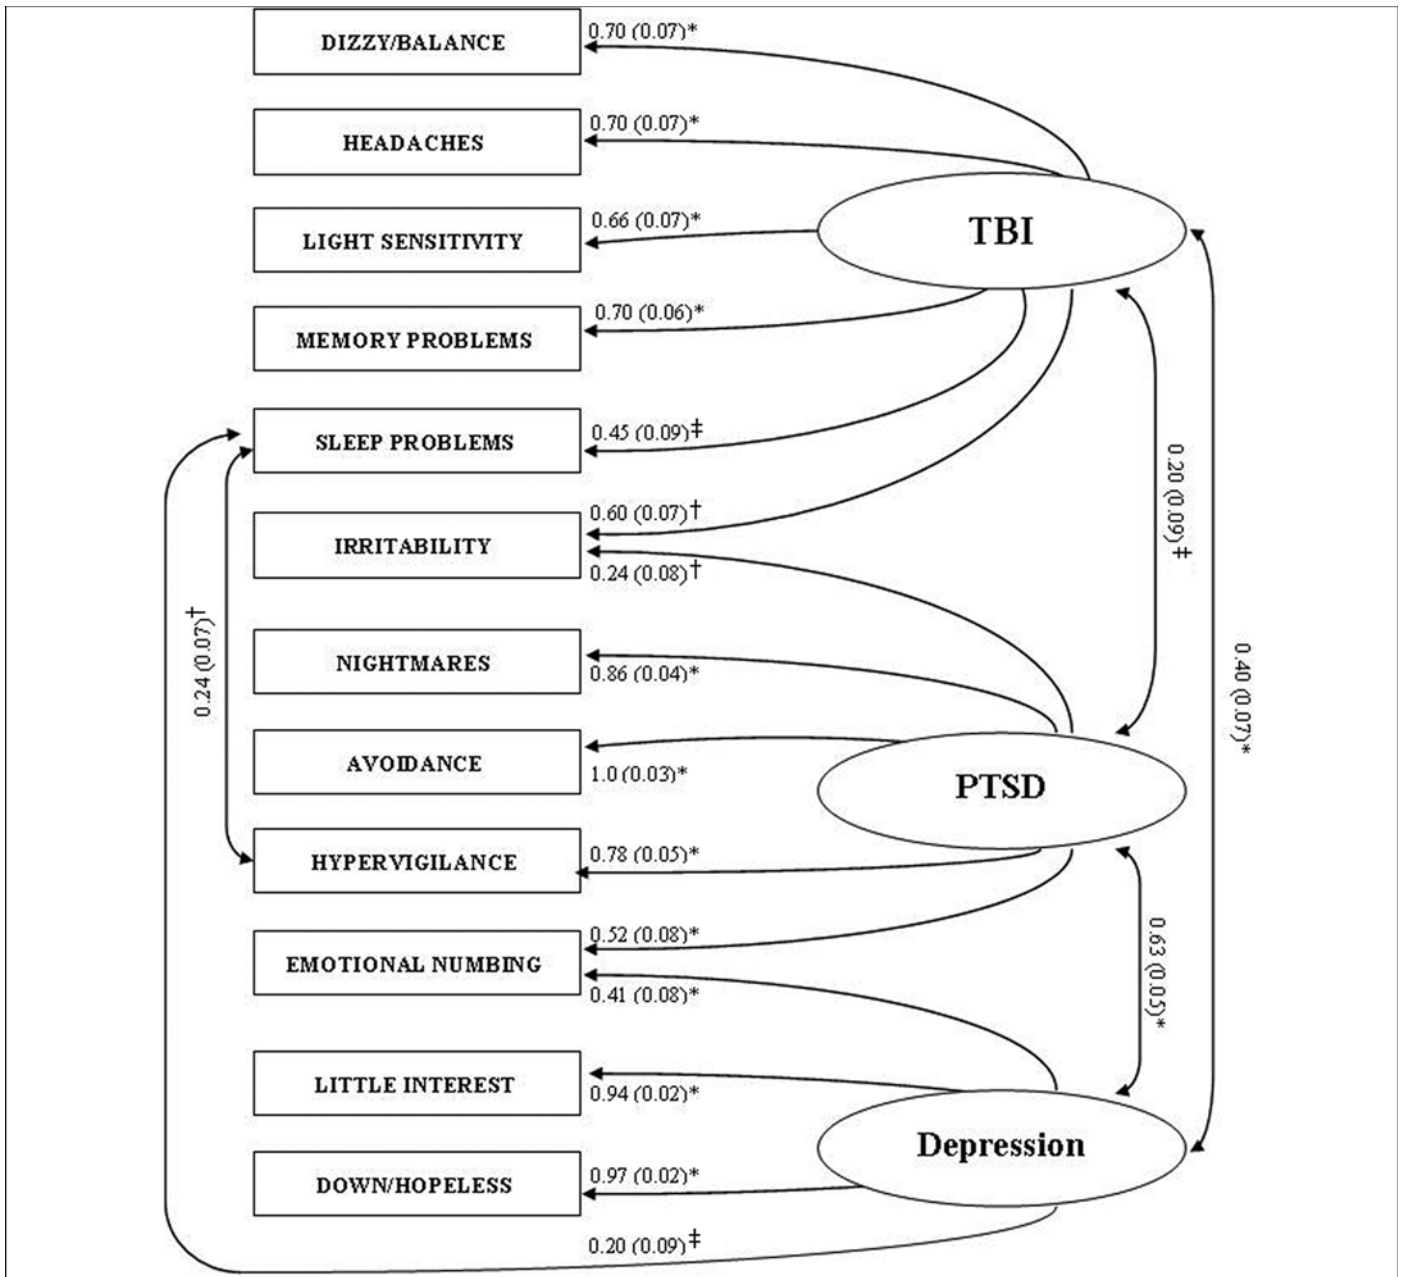 DIZZY/BALANCE
0.70 (0.07)*
HEADACHES
0.70 (0.07)*
LIGHT SENSITIVITY
0.66 (0.07)*
TBI
MEMORY PROBLEMS
0.70 (0.06)*
SLEEP PROBLEMS
0.45 (0.09)‡
IRRITABILITY
0.60 (0.07)†
0.24 (0.08)†
0.20 (0.09)‡
NIGHTMARES
0.86 (0.04)*
0.24 (0.07)†
0.40 (0.07)*
AVOIDANCE
1.0 (0.03)*
PTSD
HYPERVIGILANCE
0.78 (0.05)*
EMOTIONAL NUMBING
0.52 (0.08)*
0.41 (0.08)*
0.63 (0.05)*
LITTLE INTEREST
0.94 (0.02)*
Depression
DOWN/HOPELESS
0.97 (0.02)*
0.20 (0.09)‡